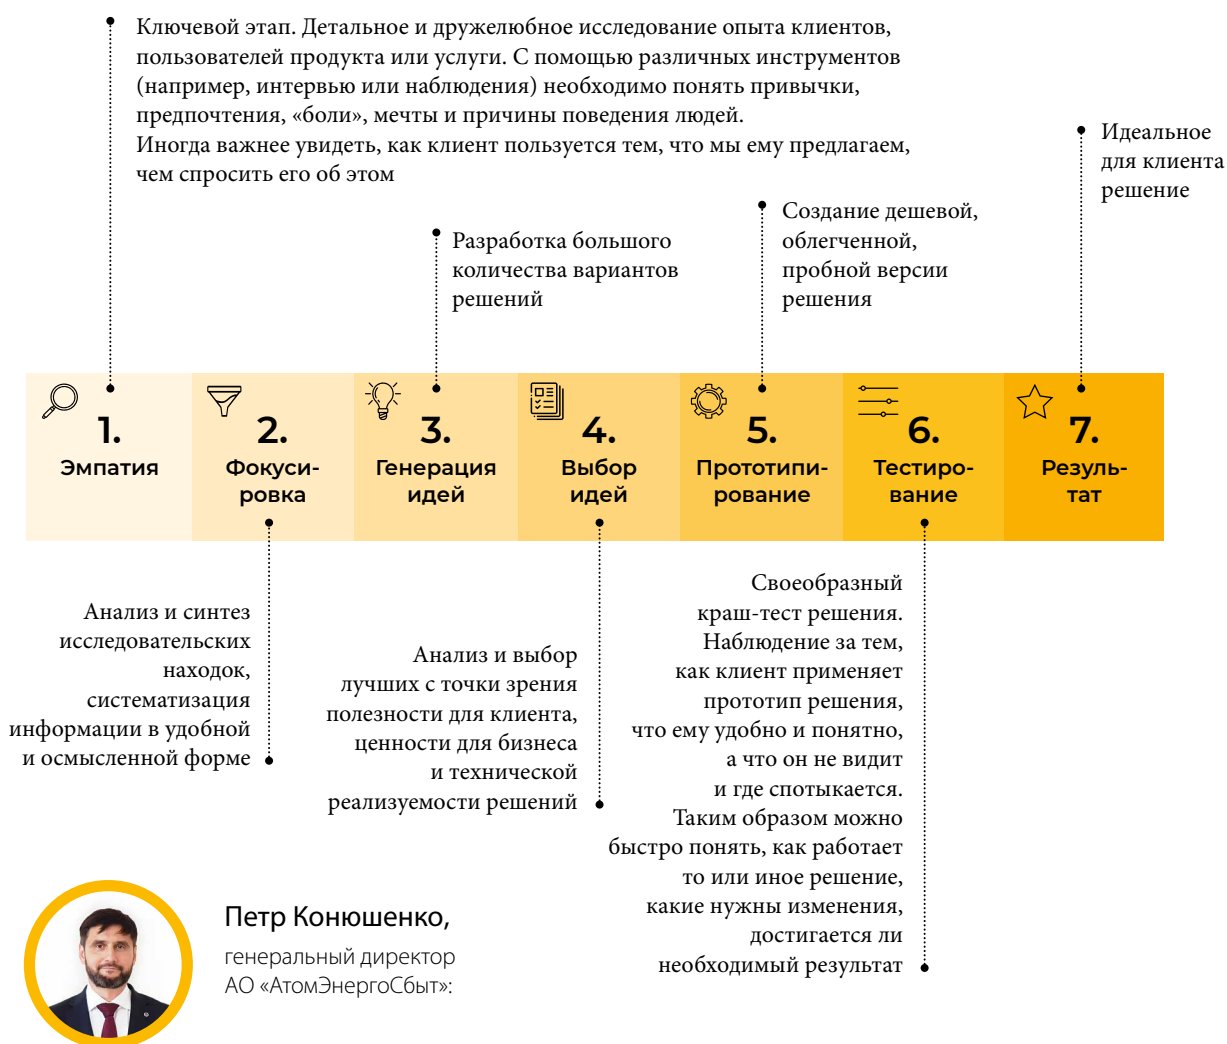 Ключевой этап. Детальное и дружелюбное исследование опыта клиентов,
пользователей продукта или услуги. С помощью различных инструментов
(например, интервью или наблюдения) необходимо понять привычки,
предпочтения, «боли», мечты и причины поведения людей.
Иногда важнее увидеть, как клиент пользуется тем, что мы ему предлагаем,
чем спросить его об этом
Разработка большого
количества вариантов
решений
Создание дешевой,
облегченной,
пробной версии
решения
Идеальное
для клиента
решение
1.
Эмпатия
2.
Фокуси-
ровка
3.
Генерация
идей
4.
Выбор
идей
5.
Прототипи-
рование
6.
Тестиро-
вание
7.
Резуль-
тат
Анализ и синтез
исследовательских
находок,
систематизация
информации в удобной
и осмысленной форме
Анализ и выбор
лучших с точки зрения
полезности для клиента,
ценности для бизнеса
и технической
реализуемости решений
Своеобразный
краш-тест решения.
Наблюдение за тем,
как клиент применяет
прототип решения,
что ему удобно и понятно,
а что он не видит
и где спотыкается.
Таким образом можно
быстро понять, как работает
то или иное решение,
какие нужны изменения,
достигается ли
необходимый результат
Петр Конюшенко,
генеральный директор
АО «АтомЭнергоСбыт»: